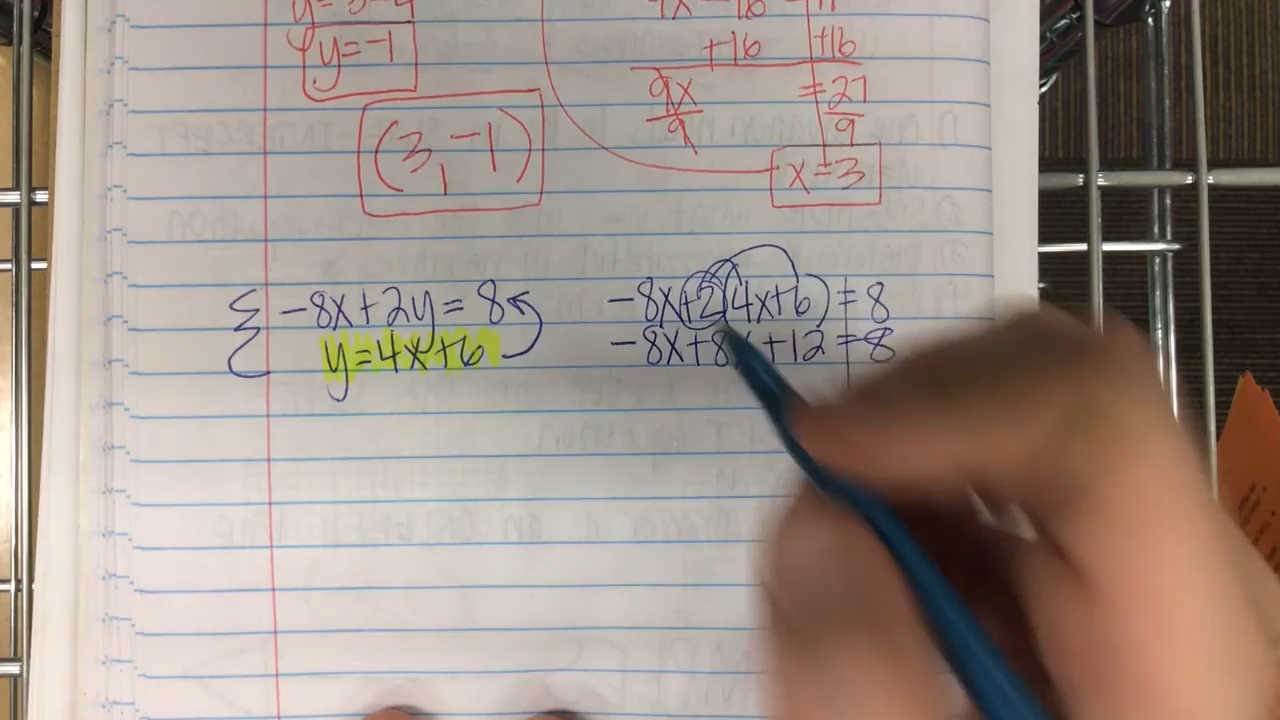 y=-1
+16 +16
9x = 27
9 9
(3,-1)
x=3
-8x+2y=8
y=4x+6
-8x+2(4x+6)=8
-8x+8x+12=8